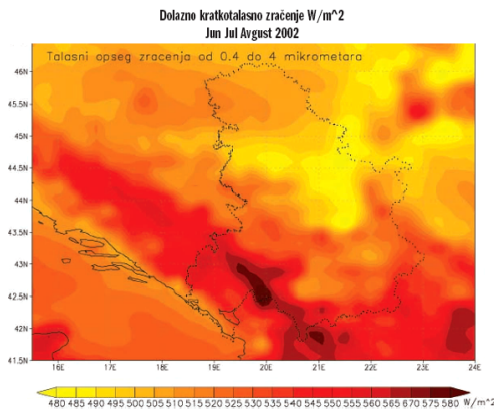 Dolazno kratkotalasno zračenje W/m^2
Jun Jul Avgust 2002
Talasni opseg zracenja od 0.4 do 4 mikrometara
46N
45.5N
45N
44.5N
44N
43.5N
43N
42.5N
42N
41.5N
16E 17E 18E 19E 20E 21E 22E 23E 24E
480 485 490 495 500 505 510 515 520 525 530 535 540 545 550 555 560 565 670 575 580 W/m^2